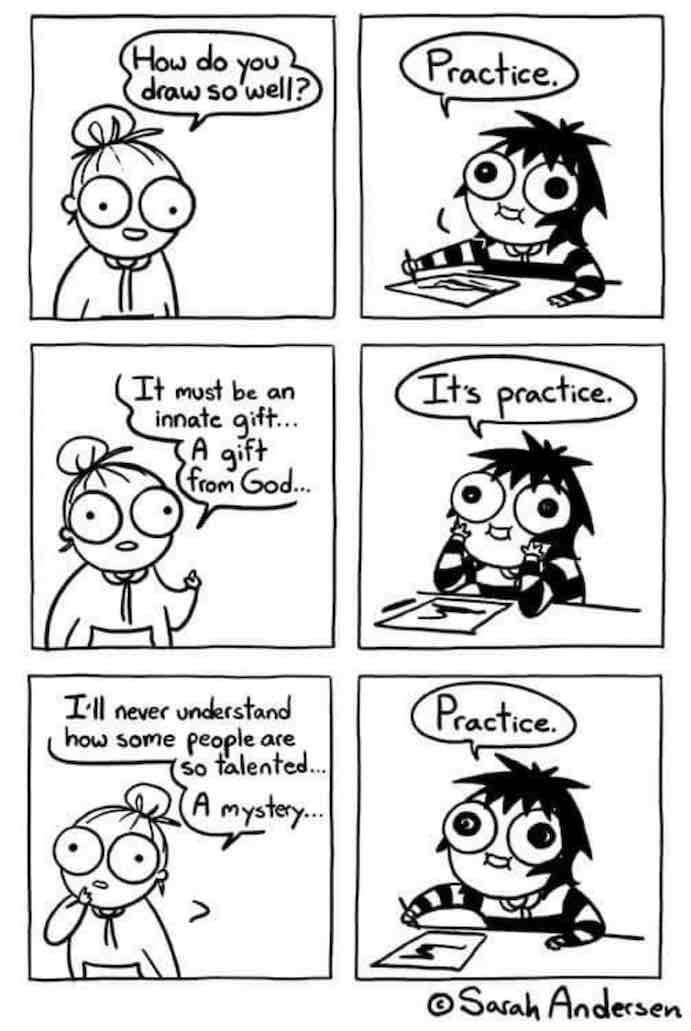 How do you
draw so well?
Practice.
It must be an
innate gift...
A gift
from God...
It's practice.
I'll never understand
how some people are
so talented...
A mystery...
Practice.
© Sarah Andersen